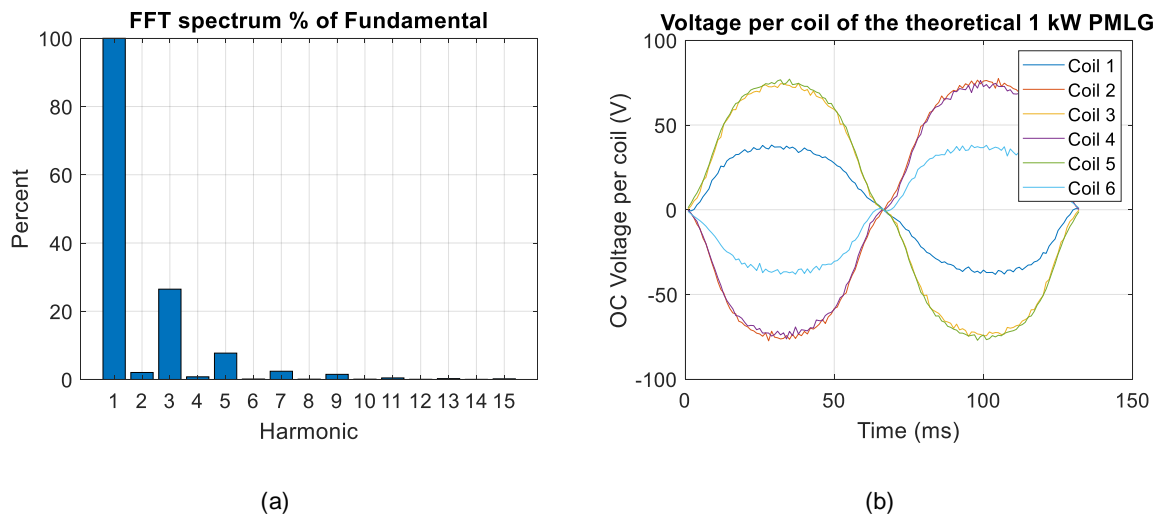 FFT spectrum % of Fundamental
100
80
60
40
20
0
Percent
1 2 3 4 5 6 7 8 9 10 11 12 13 14 15
Harmonic
(a)
Voltage per coil of the theoretical 1 kW PMLG
100
50
0
-50
-100
OC Voltage per coil (V)
Coil 1
Coil 2
Coil 3
Coil 4
Coil 5
Coil 6
0 50 100 150
Time (ms)
(b)